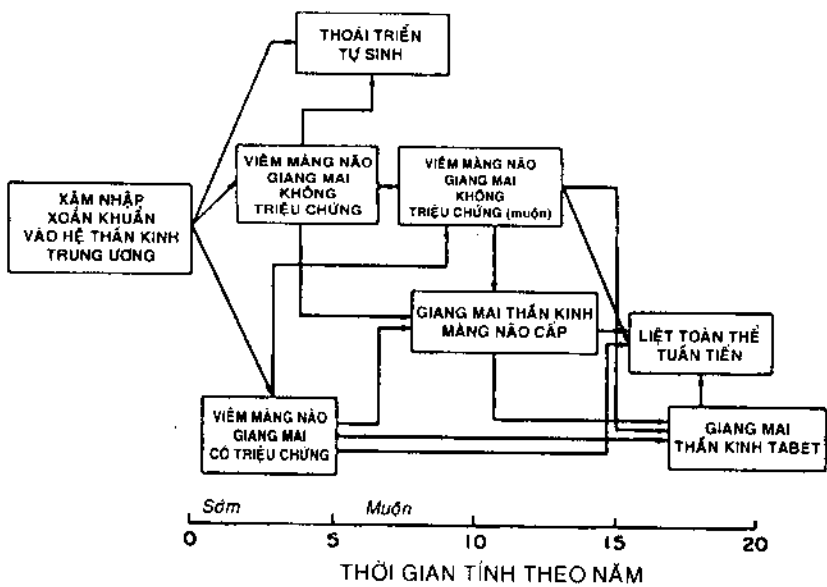 THOÁI TRIỂN
TỰ SINH
VIÊM MÀNG NÃO
GIANG MAI
KHÔNG
TRIỆU CHỨNG
VIÊM MÀNG NÃO
GIANG MAI
KHÔNG
TRIỆU CHỨNG (muộn)
XÂM NHẬP
XOẮN KHUẨN
VÀO HỆ THẦN KINH
TRUNG ƯƠNG
GIANG MAI THẦN KINH
MÀNG NÃO CẤP
LIỆT TOÀN THỂ
TUẦN TIẾN
VIÊM MÀNG NÃO
GIANG MAI
CÓ TRIỆU CHỨNG
GIANG MAI
THẦN KINH TABET
Sớm Muộn
0 5 10 15 20
THỜI GIAN TÍNH THEO NĂM